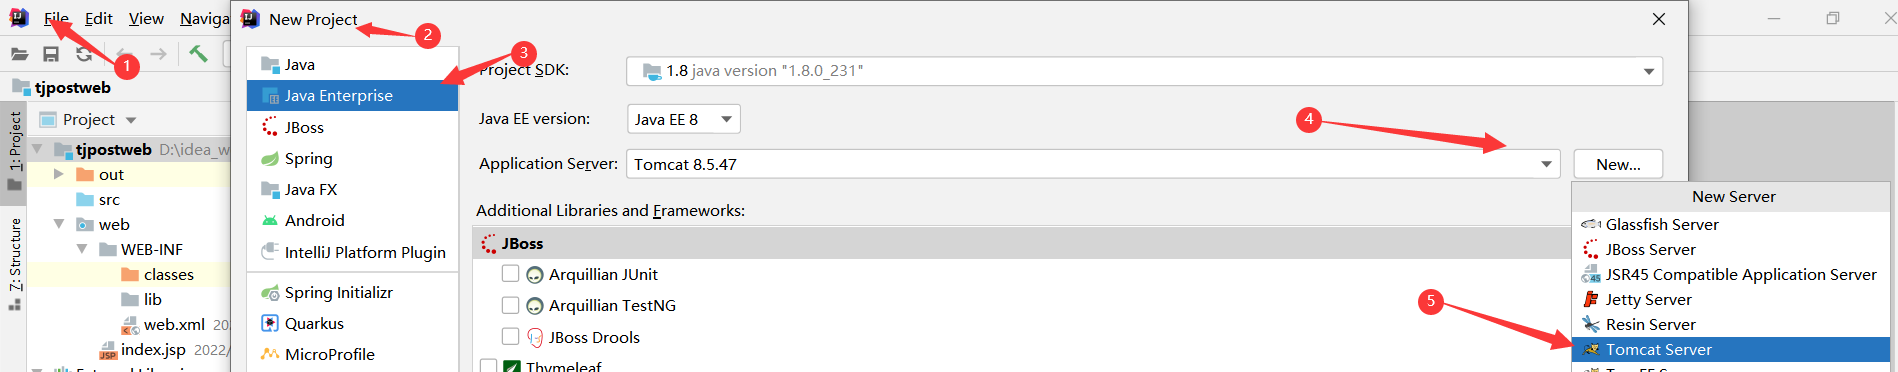 File Edit View Naviga
New Project
1
2
3
4
5
tjpostweb
Project
1: Project
Z: Structure
tjpostweb D:\idea_w
out
src
web
WEB-INF
classes
lib
web.xml 202
index.jsp 2022/
Java
Java Enterprise
JBoss
Spring
Java FX
Android
IntelliJ Platform Plugin
Spring Initializr
Quarkus
MicroProfile
Project SDK:
1.8 java version "1.8.0_231"
Java EE version:
Java EE 8
Application Server:
Tomcat 8.5.47
New...
Additional Libraries and Frameworks:
JBoss
Arquillian JUnit
Arquillian TestNG
JBoss Drools
Thymeleaf
New Server
Glassfish Server
JBoss Server
JSR45 Compatible Application Server
Jetty Server
Resin Server
Tomcat Server